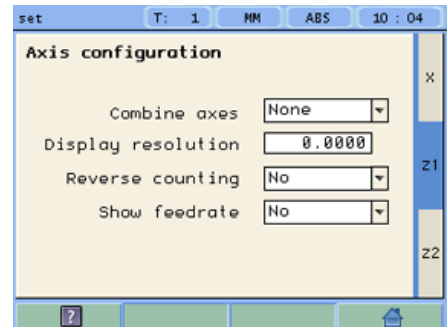 set T: 1 MM ABS 10 : 04
Axis configuration
X
Combine axes None
Display resolution 0.0000
Z1
Reverse counting No
Show feedrate No
Z2
?